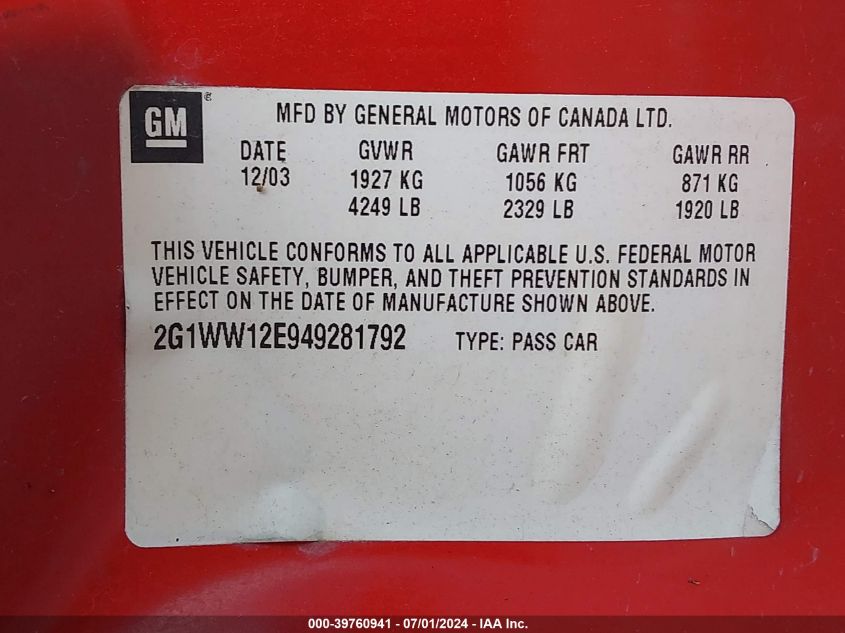 GM
MFD BY GENERAL MOTORS OF CANADA LTD.
DATE GVWR GAWR FRT GAWR RR
12/03 1927 KG 1056 KG 871 KG
4249 LB 2329 LB 1920 LB
THIS VEHICLE CONFORMS TO ALL APPLICABLE U.S. FEDERAL MOTOR
VEHICLE SAFETY, BUMPER, AND THEFT PREVENTION STANDARDS IN
EFFECT ON THE DATE OF MANUFACTURE SHOWN ABOVE.
2G1WW12E949281792 TYPE: PASS CAR
000-39760941 / 07/01/2024 - IAA Inc.